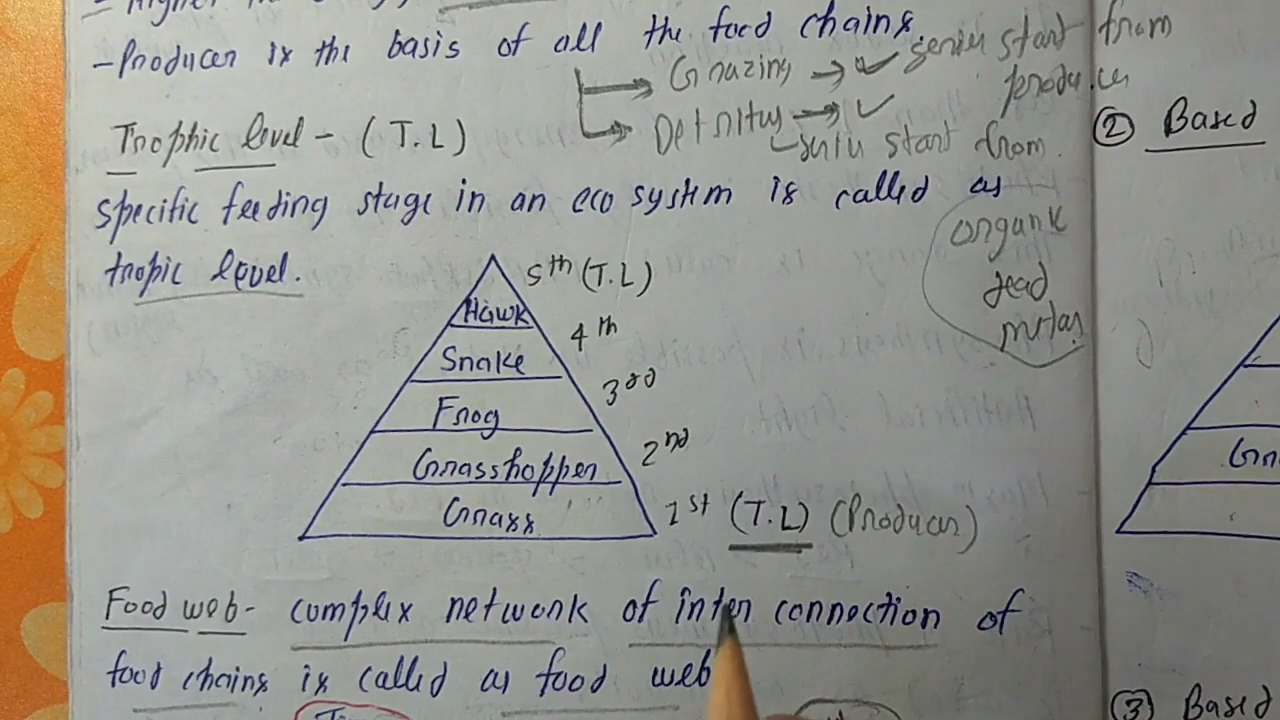 = Higher
- Producer is the basis of all the food chains.
Grazing → ✓ series start from
producer
Detritus → ✓
series start from
organic
dead
Trophic level - (T.L)
specific feeding stage in an eco system is called as
tropic level.
5th (T.L)
Hawk
4th
Snake
3rd
Frog
2nd
Grasshopper
Grass
1st (T.L) (Producer)
Food web - complex network of inter connection of
food chains is called as food web
② Based
③ Based